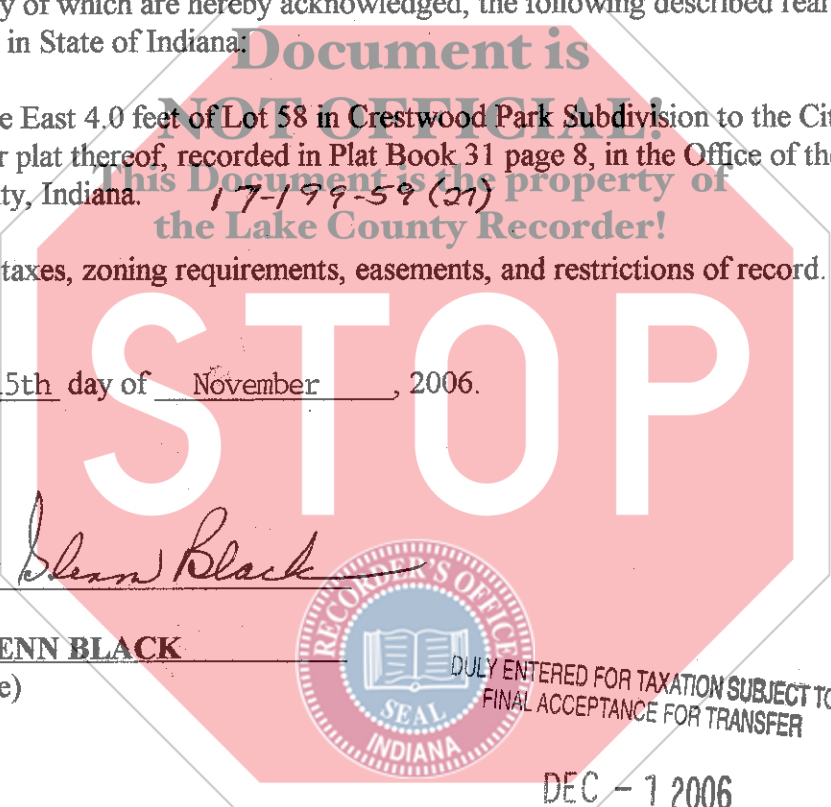 y of which are hereby acknowledged, the following described real
in State of Indiana:
Document is
NOT OFFICIAL!
e East 4.0 feet of Lot 58 in Crestwood Park Subdivision to the Cit
r plat thereof, recorded in Plat Book 31 page 8, in the Office of the
This Document is the property of
ty, Indiana. 17-199-59 (27)
the Lake County Recorder!
taxes, zoning requirements, easements, and restrictions of record.
STOP
5th day of November, 2006.
Glenn Black
ENN BLACK
e)
RECORDER'S OFFICE
SEAL
INDIANA
DULY ENTERED FOR TAXATION SUBJECT TO
FINAL ACCEPTANCE FOR TRANSFER
DEC - 1 2006